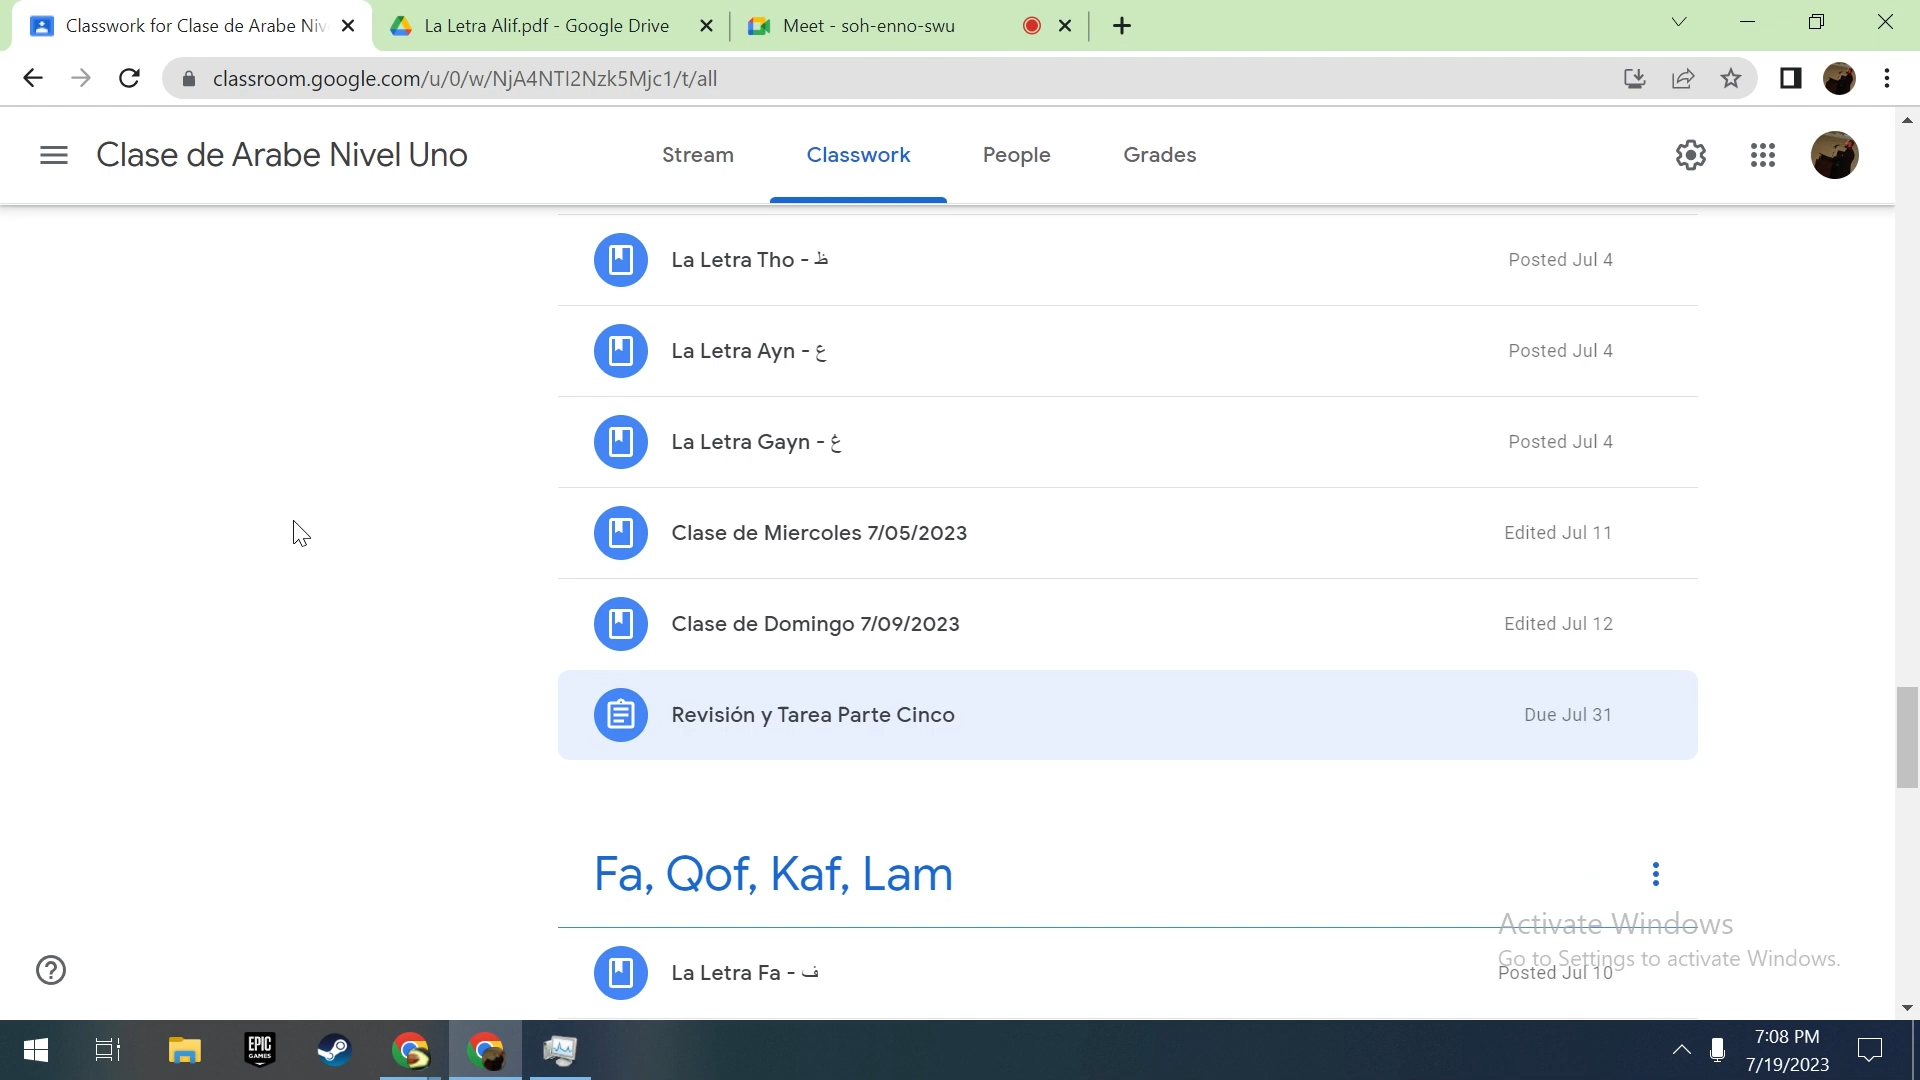 Classwork for Clase de Arabe Niv
La Letra Alif.pdf - Google Drive
Meet - soh-enno-swu
classroom.google.com/u/0/w/NjA4NTI2Nzk5Mjc1/t/all
Clase de Arabe Nivel Uno
Stream
Classwork
People
Grades
La Letra Tho - ظ
Posted Jul 4
La Letra Ayn - ع
Posted Jul 4
La Letra Gayn - غ
Posted Jul 4
Clase de Miercoles 7/05/2023
Edited Jul 11
Clase de Domingo 7/09/2023
Edited Jul 12
Revisión y Tarea Parte Cinco
Due Jul 31
Fa, Qof, Kaf, Lam
Activate Windows
Go to Settings to activate Windows.
La Letra Fa - ف
Posted Jul 10
EPIC
GAMES
7:08 PM
7/19/2023